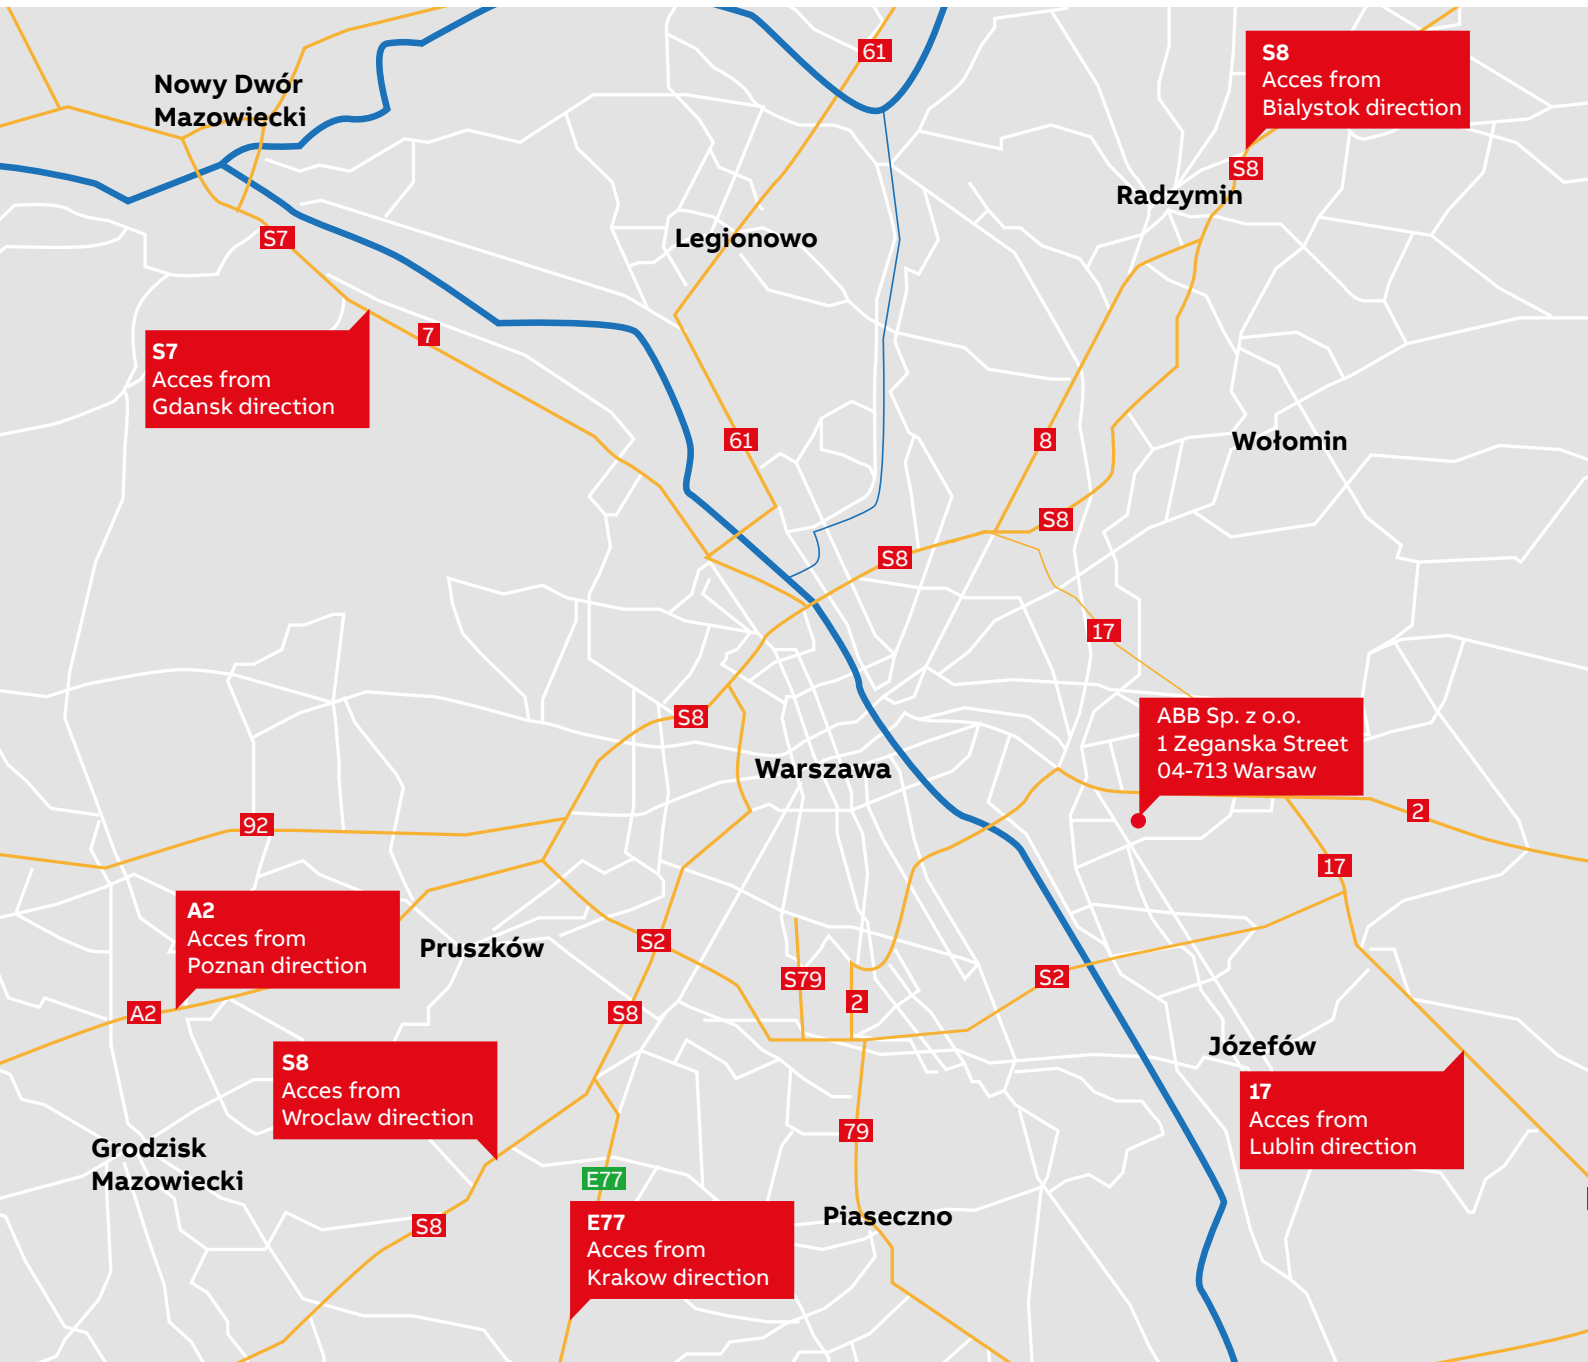 61
S8
Acces from
Bialystok direction
Nowy Dwór
Mazowiecki
S8
Radzymin
S7
Legionowo
7
S7
Acces from
Gdansk direction
61
8
Wołomin
S8
S8
17
S8
ABB Sp. z o.o.
1 Zeganska Street
04-713 Warsaw
Warszawa
92
2
17
A2
Acces from
Poznan direction
Pruszków
S2
S79
2
S2
A2
S8
Józefów
S8
Acces from
Wroclaw direction
17
Acces from
Lublin direction
79
Grodzisk
Mazowiecki
E77
S8
Piaseczno
E77
Acces from
Krakow direction